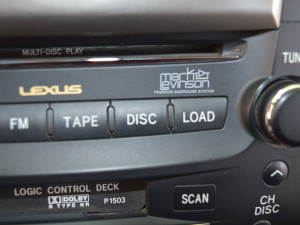 MULTI-DISC PLAY
LEXUS
mark
Levinson
PREMIUM SURROUND SYSTEM
FM TAPE DISC LOAD
TUN
LOGIC CONTROL DECK
DOLBY
B TYPE NR
P1503
SCAN
CH
DISC